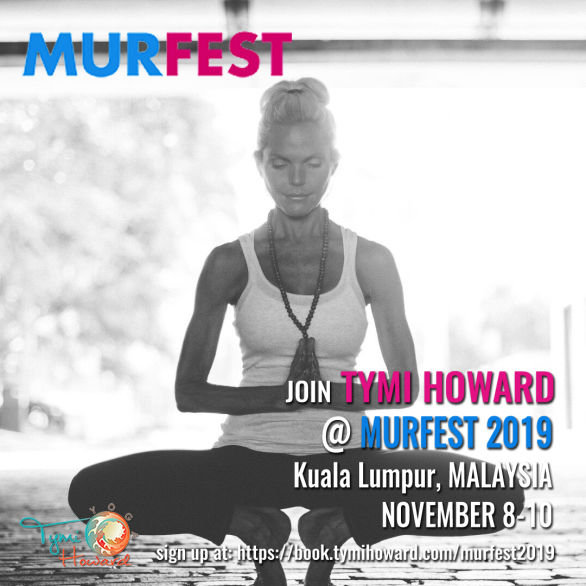 MURFEST
JOIN TYMI HOWARD
@ MURFEST 2019
Kuala Lumpur, MALAYSIA
NOVEMBER 8-10
YOG
Tymi
Howard
sign up at: https://book.tymihoward.com/murfest2019